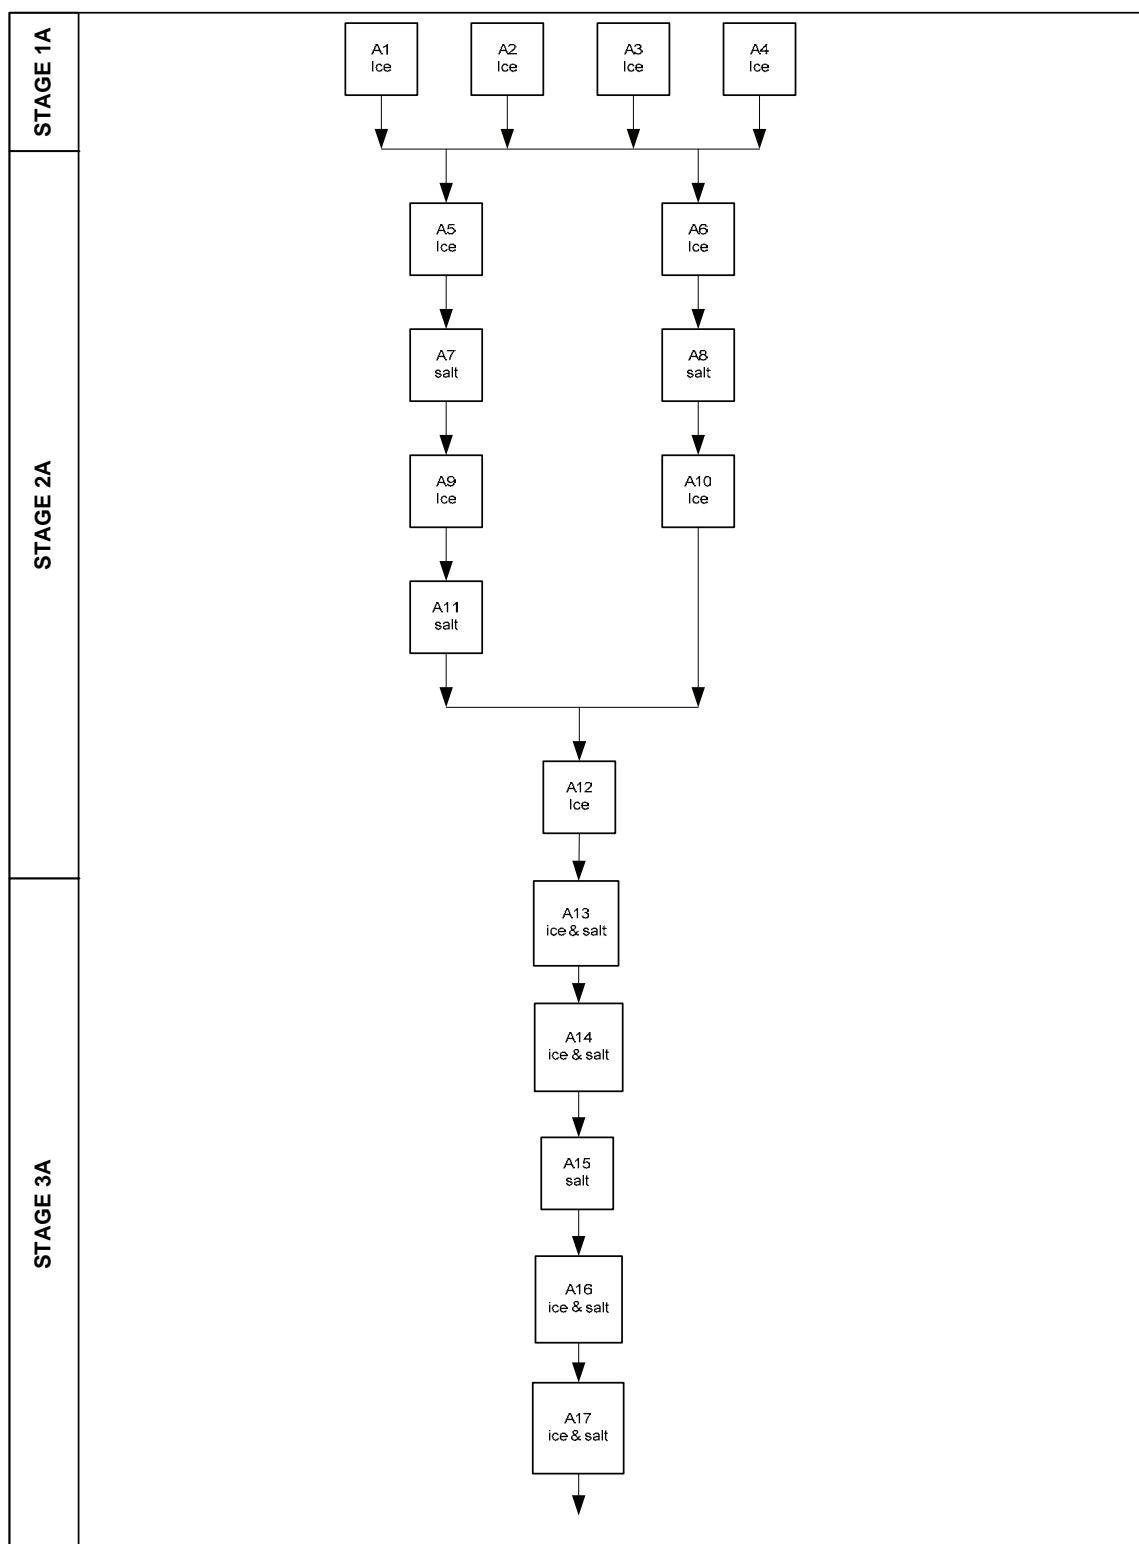 STAGE 1A
A1
Ice
A2
Ice
A3
Ice
A4
Ice
STAGE 2A
A5
Ice
A6
Ice
A7
salt
A8
salt
A9
Ice
A10
Ice
A11
salt
A12
Ice
STAGE 3A
A13
ice & salt
A14
ice & salt
A15
salt
A16
ice & salt
A17
ice & salt